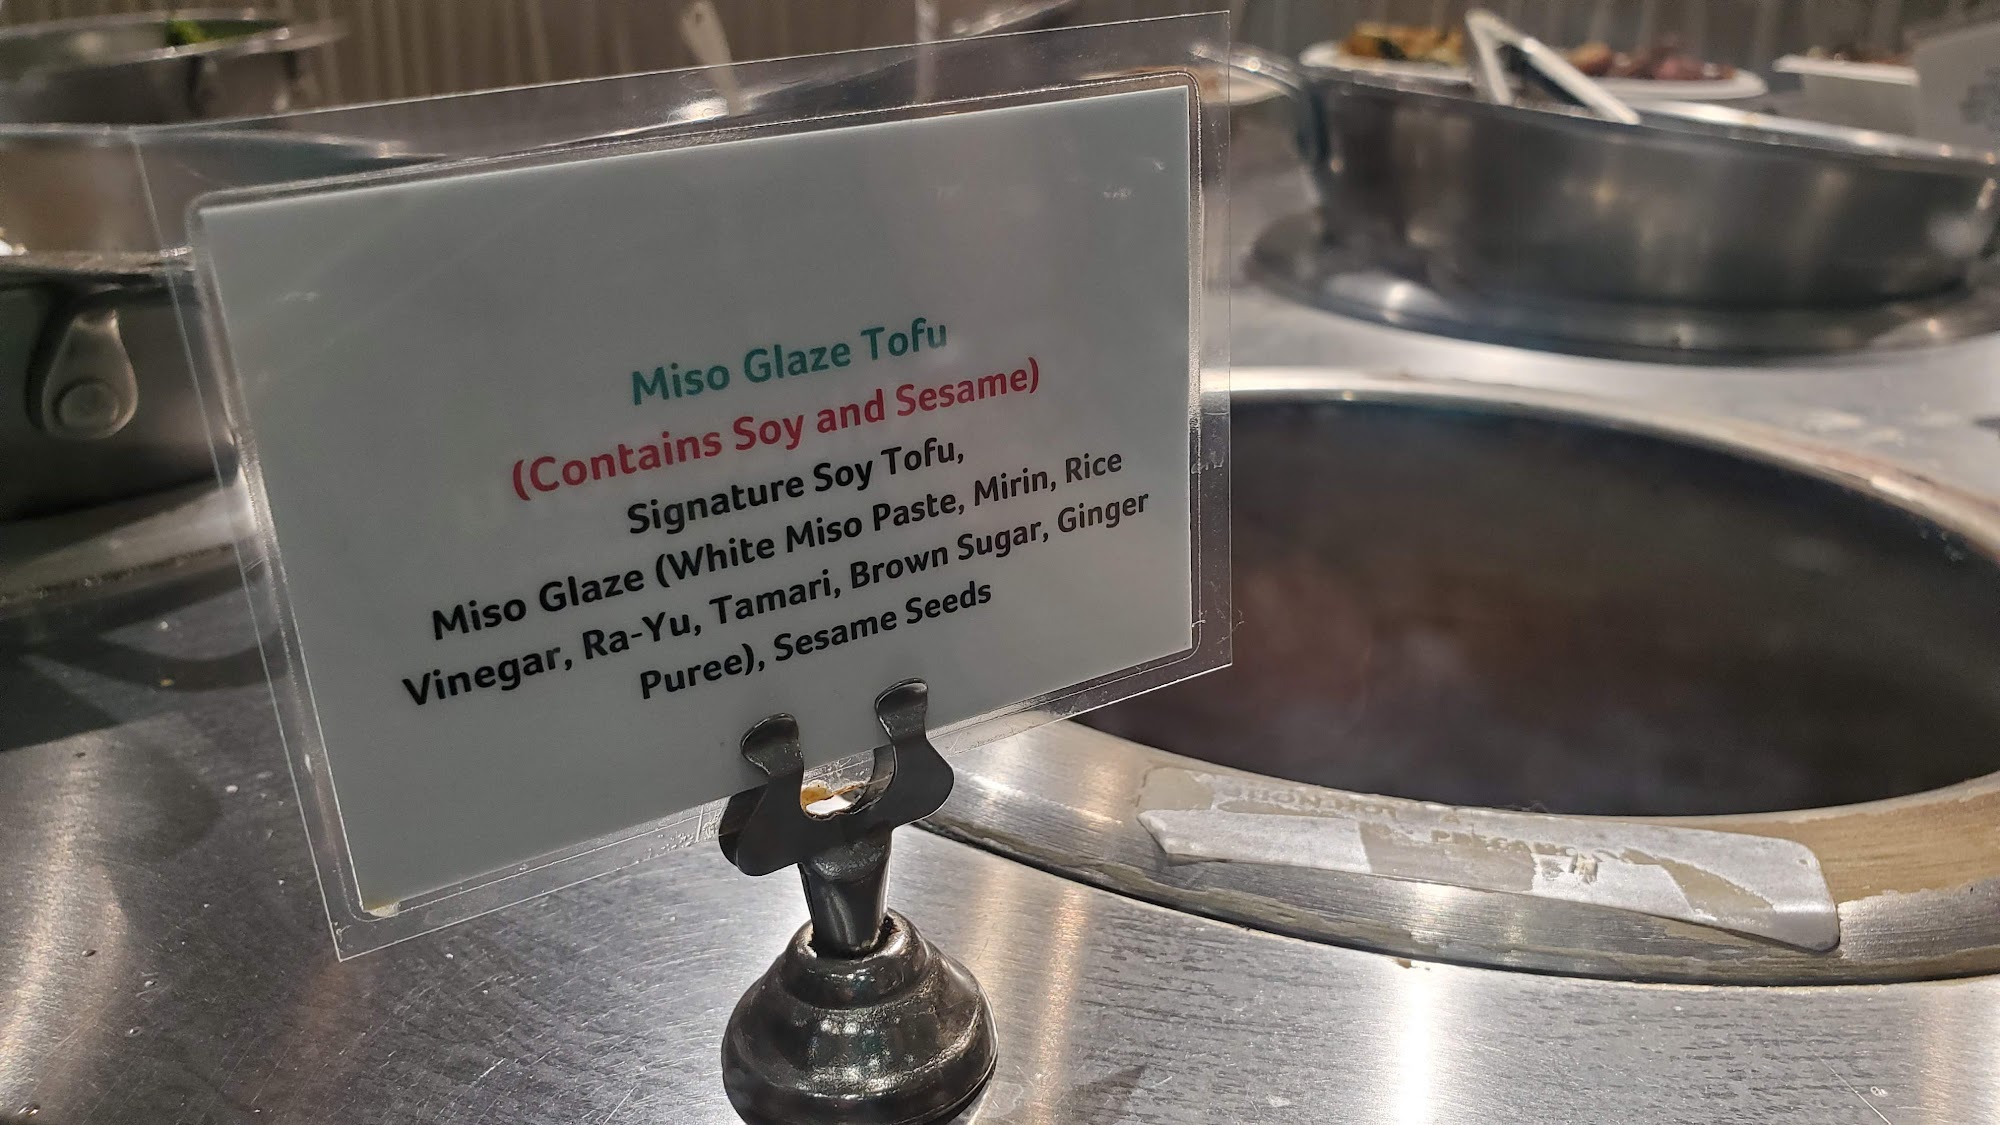 Miso Glaze Tofu
(Contains Soy and Sesame)
Signature Soy Tofu,
Miso Glaze (White Miso Paste, Mirin, Rice
Vinegar, Ra-Yu, Tamari, Brown Sugar, Ginger
Puree), Sesame Seeds